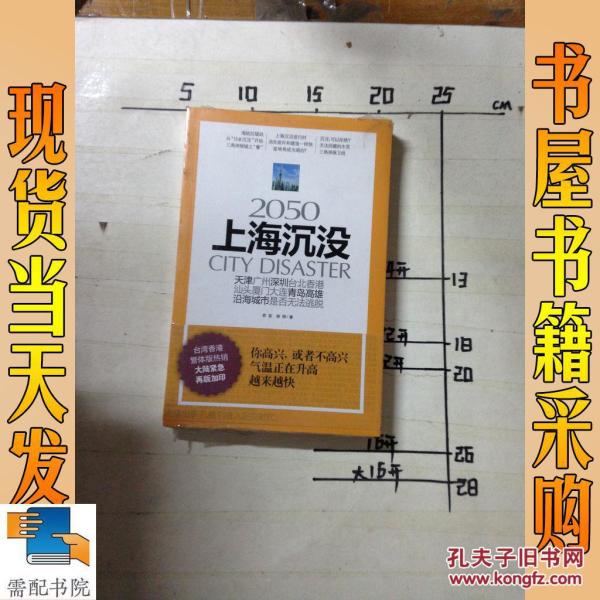 现货当天发
书屋书籍采购
5 10 15 20 25 CM
13
18
20
26
28
开
16开
大16开
2050
上海沉没
CITY DISASTER
天津广州深圳台北香港
汕头厦门大连青岛高雄
沿海城市是否无法逃脱
台湾香港
繁体版热销
大陆紧急
再版加印
你高兴,或者不高兴
气温正在升高
越来越快
需配书院
孔夫子旧书网
www.kongfz.com